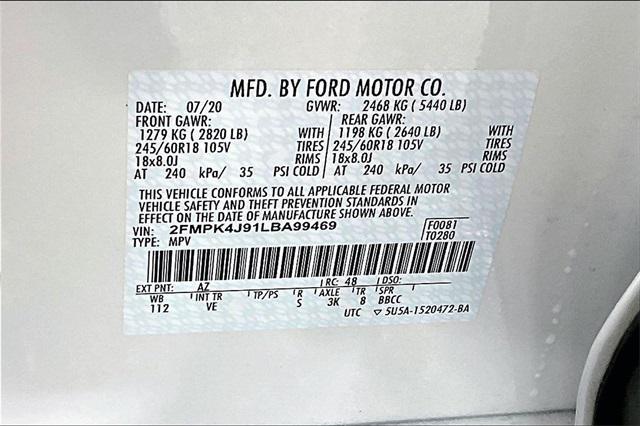 MFD. BY FORD MOTOR CO.
DATE: 07/20 GVWR: 2468 KG (5440 LB)
FRONT GAWR: REAR GAWR:
1279 KG (2820 LB) WITH 1198 KG (2640 LB) WITH
245/60R18 105V TIRES 245/60R18 105V TIRES
18x8.0J RIMS 18x8.0J RIMS
AT 240 kPa/ 35 PSI COLD AT 240 kPa/ 35 PSI COLD
THIS VEHICLE CONFORMS TO ALL APPLICABLE FEDERAL MOTOR
VEHICLE SAFETY AND THEFT PREVENTION STANDARDS IN
EFFECT ON THE DATE OF MANUFACTURE SHOWN ABOVE.
VIN: 2FMPK4J91LBA99469 F0081
TYPE: MPV T0280
EXT PNT: AZ RC: 48 DSO:
WB INT TR TP/PS R AXLE TR SPR
112 VE S 3K 8 BBCC
UTC ▽ 5U5A-1520472-BA